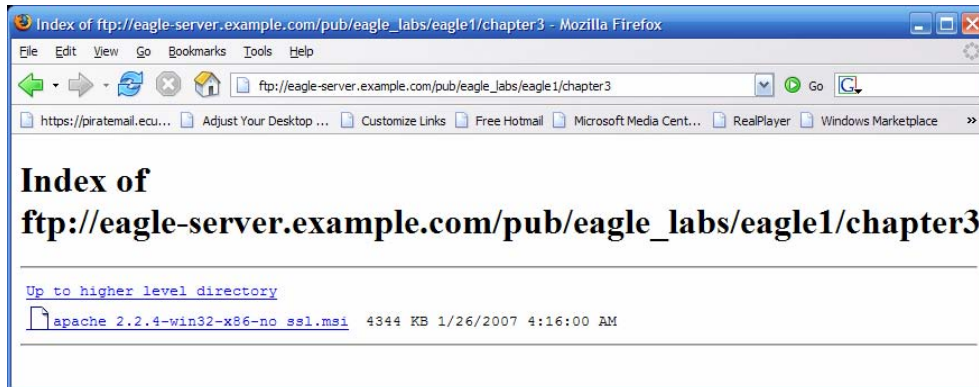 Index of ftp://eagle-server.example.com/pub/eagle_labs/eagle1/chapter3 - Mozilla Firefox
File Edit View Go Bookmarks Tools Help
ftp://eagle-server.example.com/pub/eagle_labs/eagle1/chapter3 Go G
https://piratemail.ecu... Adjust Your Desktop ... Customize Links Free Hotmail Microsoft Media Cent... RealPlayer Windows Marketplace »
Index of
ftp://eagle-server.example.com/pub/eagle_labs/eagle1/chapter3
Up to higher level directory
apache 2.2.4-win32-x86-no ssl.msi 4344 KB 1/26/2007 4:16:00 AM